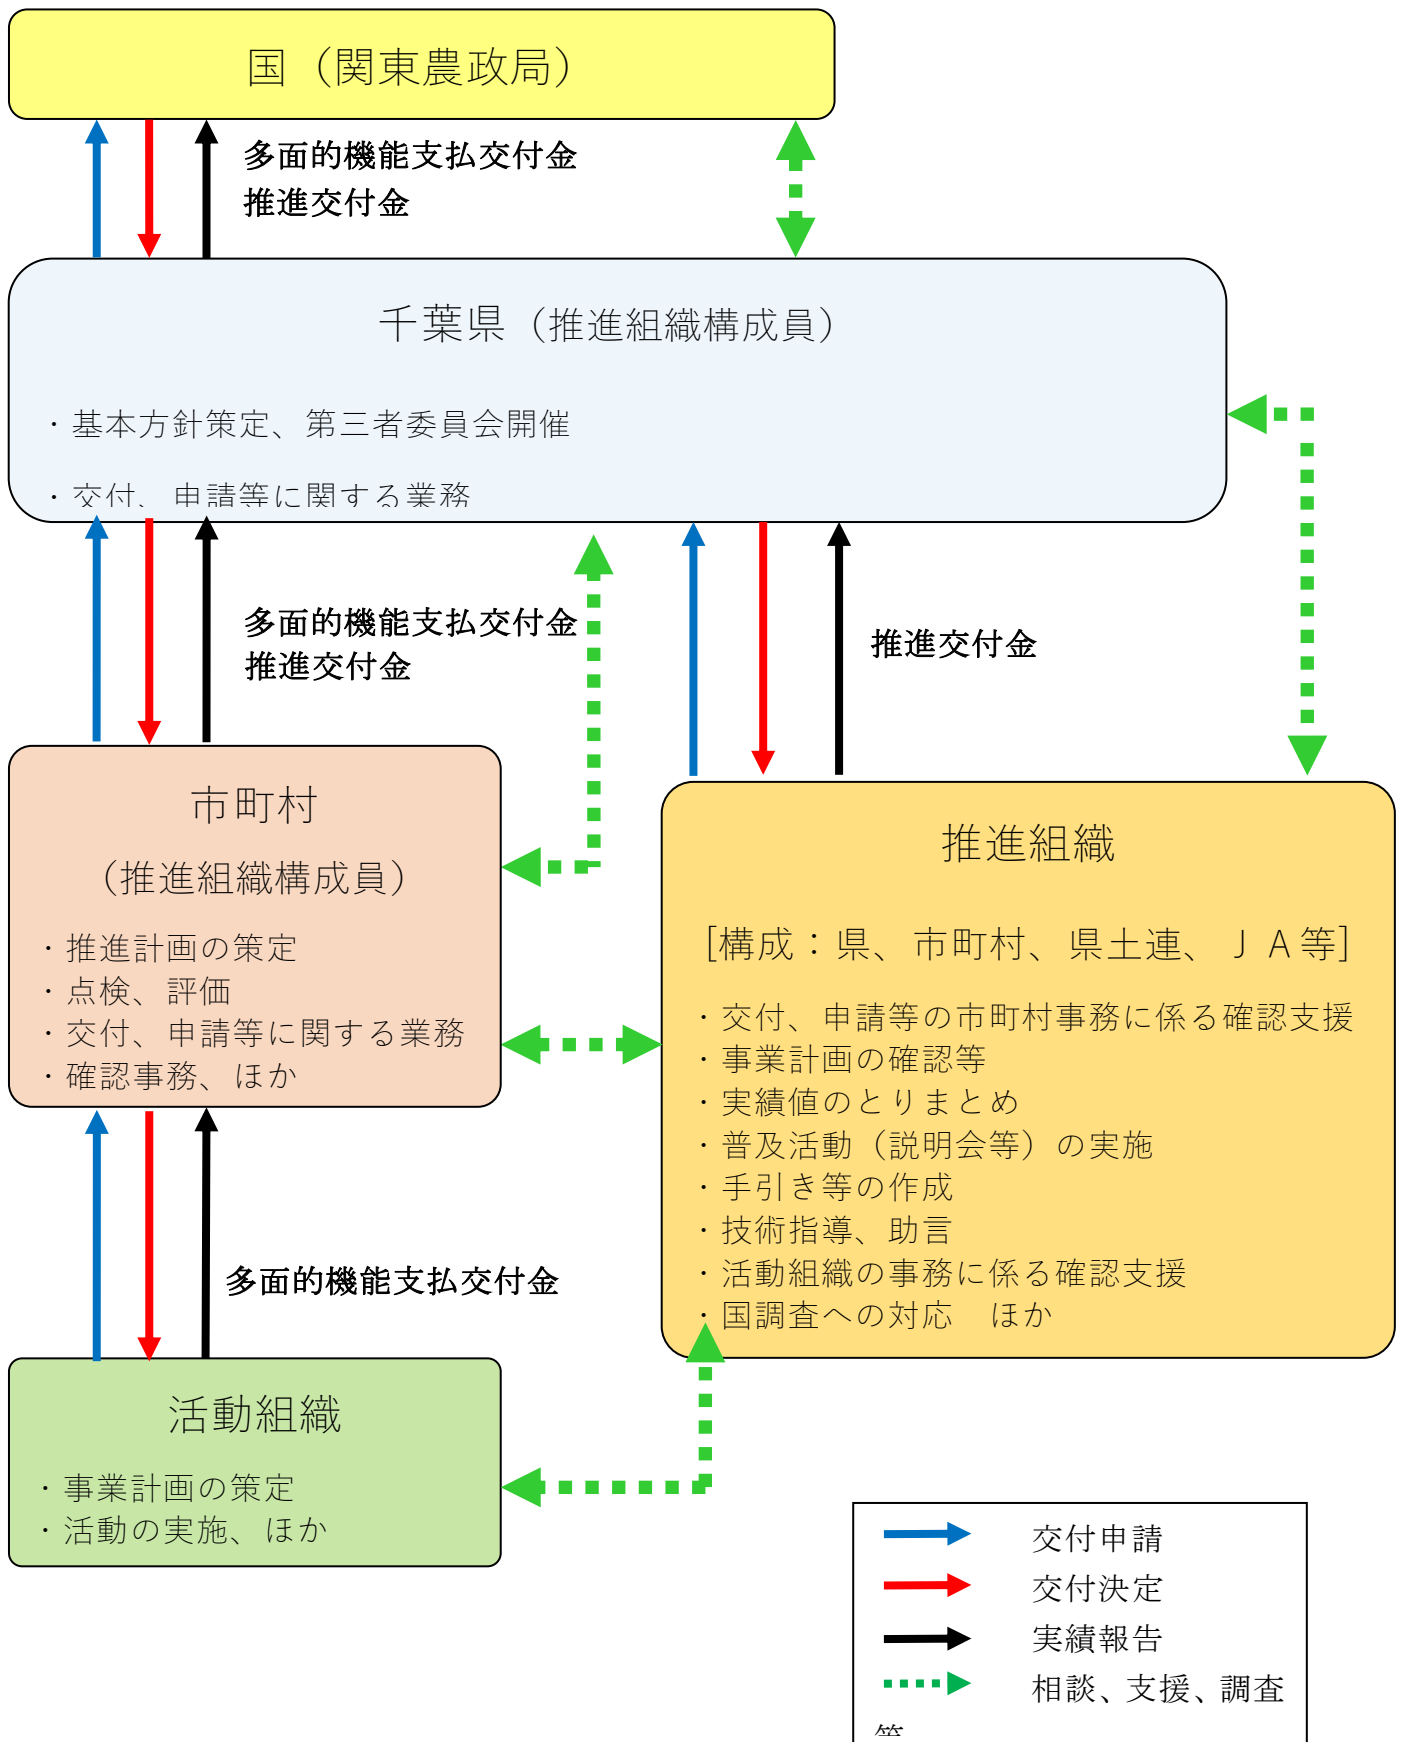 国（関東農政局）
多面的機能支払交付金
推進交付金
千葉県（推進組織構成員）
・基本方針策定、第三者委員会開催
・交付、申請等に関する業務
多面的機能支払交付金
推進交付金
推進交付金
市町村
（推進組織構成員）
・推進計画の策定
・点検、評価
・交付、申請等に関する業務
・確認事務、ほか
推進組織
［構成：県、市町村、県土連、ＪＡ等］
・交付、申請等の市町村事務に係る確認支援
・事業計画の確認等
・実績値のとりまとめ
・普及活動（説明会等）の実施
・手引き等の作成
・技術指導、助言
・活動組織の事務に係る確認支援
・国調査への対応　ほか
多面的機能支払交付金
活動組織
・事業計画の策定
・活動の実施、ほか
交付申請
交付決定
実績報告
相談、支援、調査
等